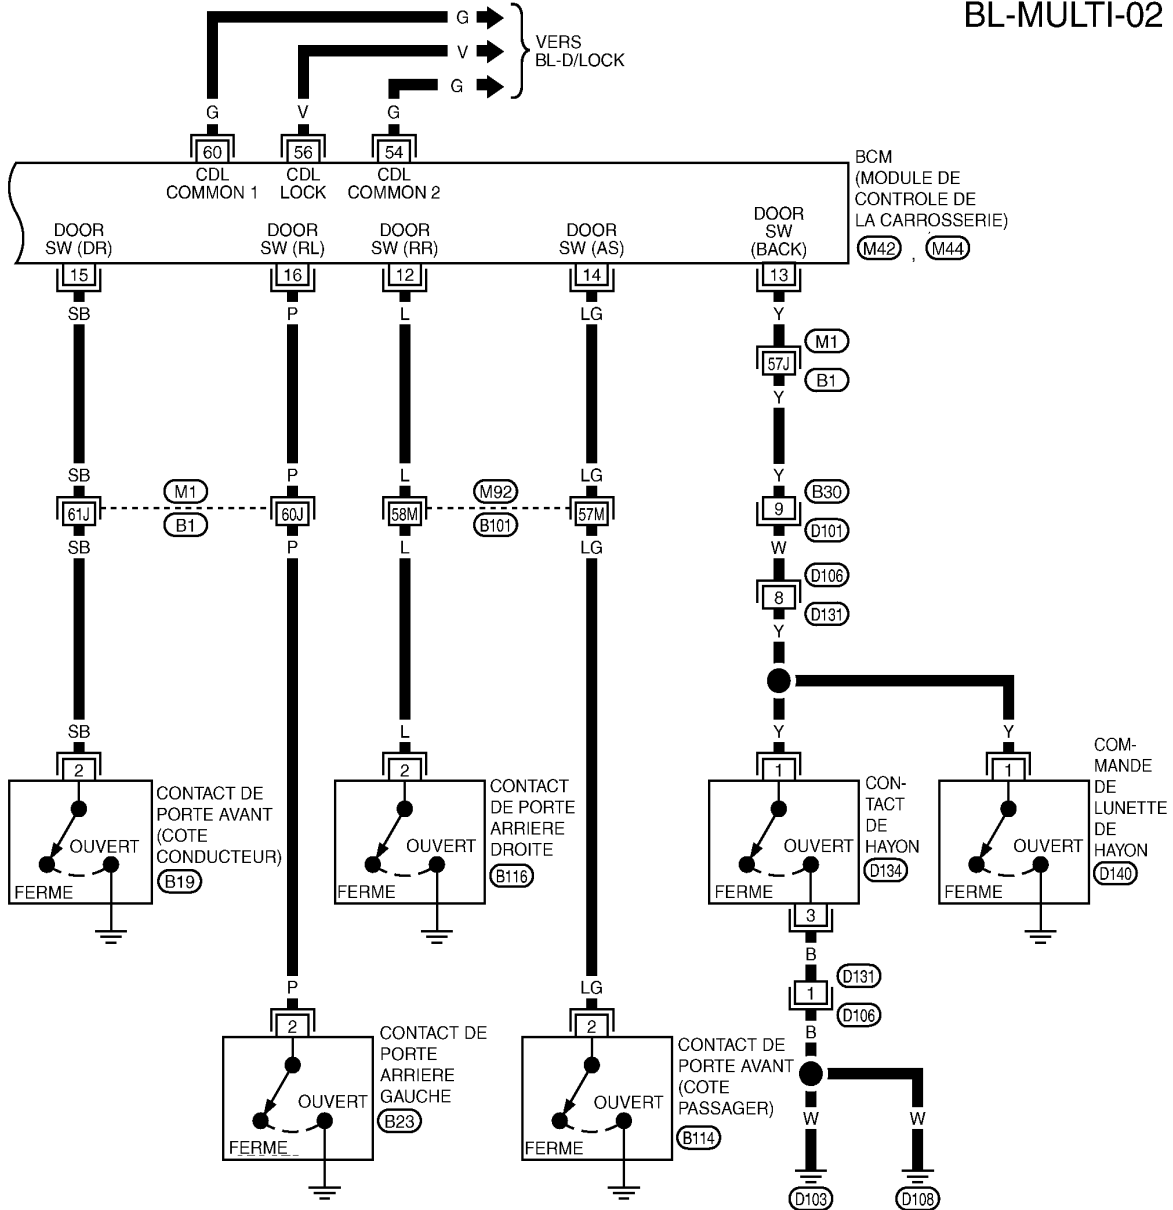 BL-MULTI-02
G
V
G
VERS
BL-D/LOCK
G
V
G
60
56
54
CDL
COMMON 1
CDL
LOCK
CDL
COMMON 2
BCM
(MODULE DE
CONTROLE DE
LA CARROSSERIE)
M42 , M44
DOOR
SW (DR)
DOOR
SW (RL)
DOOR
SW (RR)
DOOR
SW (AS)
DOOR
SW
(BACK)
15
16
12
14
13
SB
P
L
LG
Y
M1
57J
B1
Y
SB
P
L
LG
Y
M1
M92
B30
61J
60J
58M
57M
9
B1
B101
D101
SB
P
L
LG
W
D106
8
D131
Y
SB
L
Y
Y
2
2
1
1
CONTACT DE
PORTE AVANT
(COTE
CONDUCTEUR)
B19
OUVERT
FERME
CONTACT
DE PORTE
ARRIERE
DROITE
B116
OUVERT
FERME
CON-
TACT
DE
HAYON
D134
OUVERT
FERME
COM-
MANDE
DE
LUNETTE
DE
HAYON
D140
OUVERT
FERME
3
B
D131
1
D106
B
P
LG
2
2
CONTACT DE
PORTE
ARRIERE
GAUCHE
B23
OUVERT
FERME
CONTACT DE
PORTE AVANT
(COTE
PASSAGER)
B114
OUVERT
FERME
W
W
D103
D108